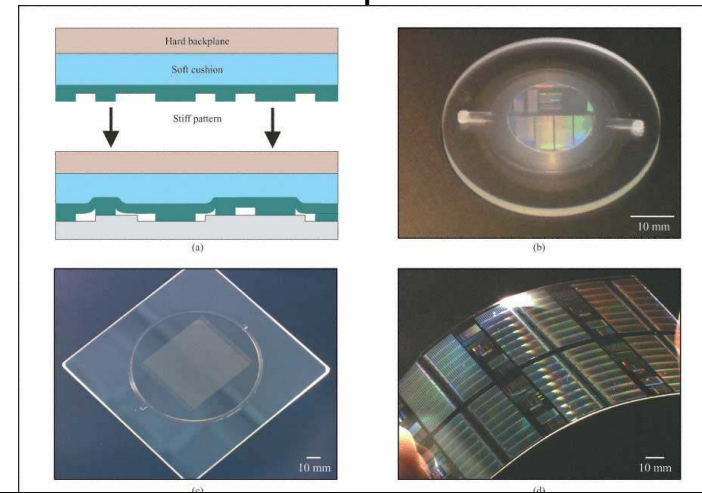 Hard backplane
Soft cushion
Stiff pattern
(a)
10 mm
(b)
10 mm
(c)
10 mm
(d)